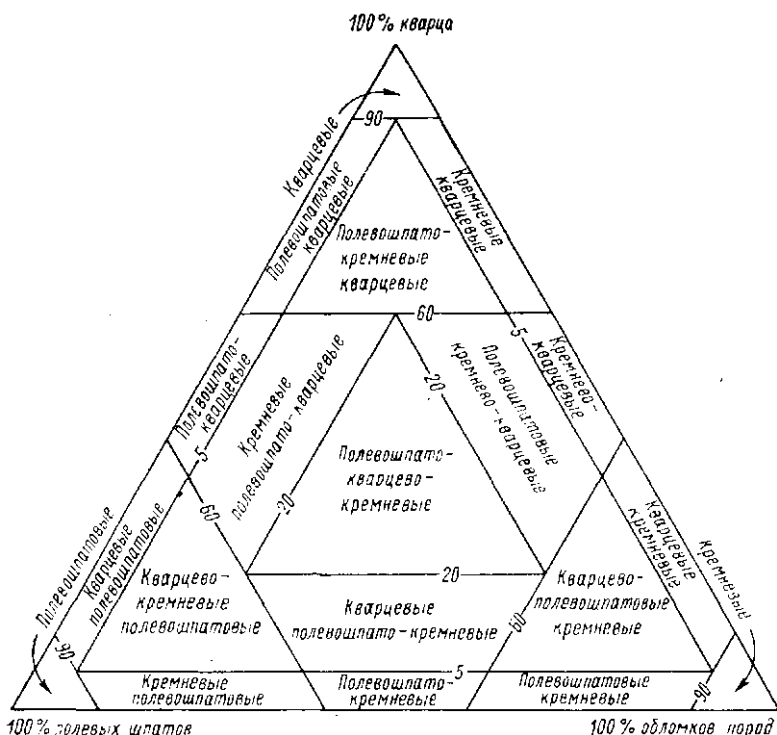 100% кварца
90
Кварцевые
Полевошпатовые
кварцевые
Кремневые
кварцевые
Полевошпато-
кремневые
кварцевые
60
5
Полевошпато-
кварцевые
Кремневые
полевошпато-кварцевые
20
Полевошпатовые
кремнево-кварцевые
Кремнево-
кварцевые
5
60
20
Полевошпато-
кварцево-
кремневые
20
Полевошпатовые
Кварцевые
полевошпатовые
Кварцево-
кремневые
полевошпатовые
Кварцевые
полевошпато-кремневые
60
Кварцево-
полевошпатовые
кремневые
Кварцевые
кремневые
кремневые
90
5
90
Кремневые
полевошпатовые
Полевошпато-
кремневые
Полевошпатовые
кремневые
100% полевых шпатов
100% обломков пород